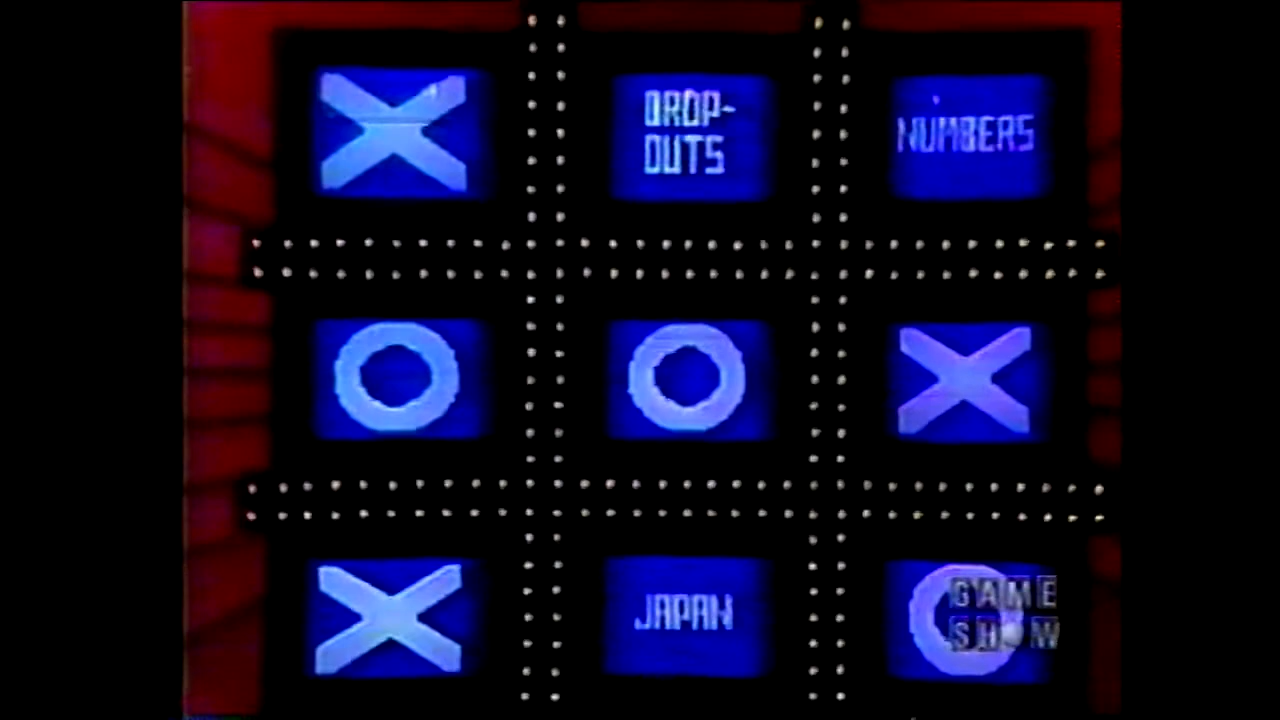 X
DROP-
OUTS
NUMBERS
O
O
X
X
JAPAN
O
GAME
SHOW